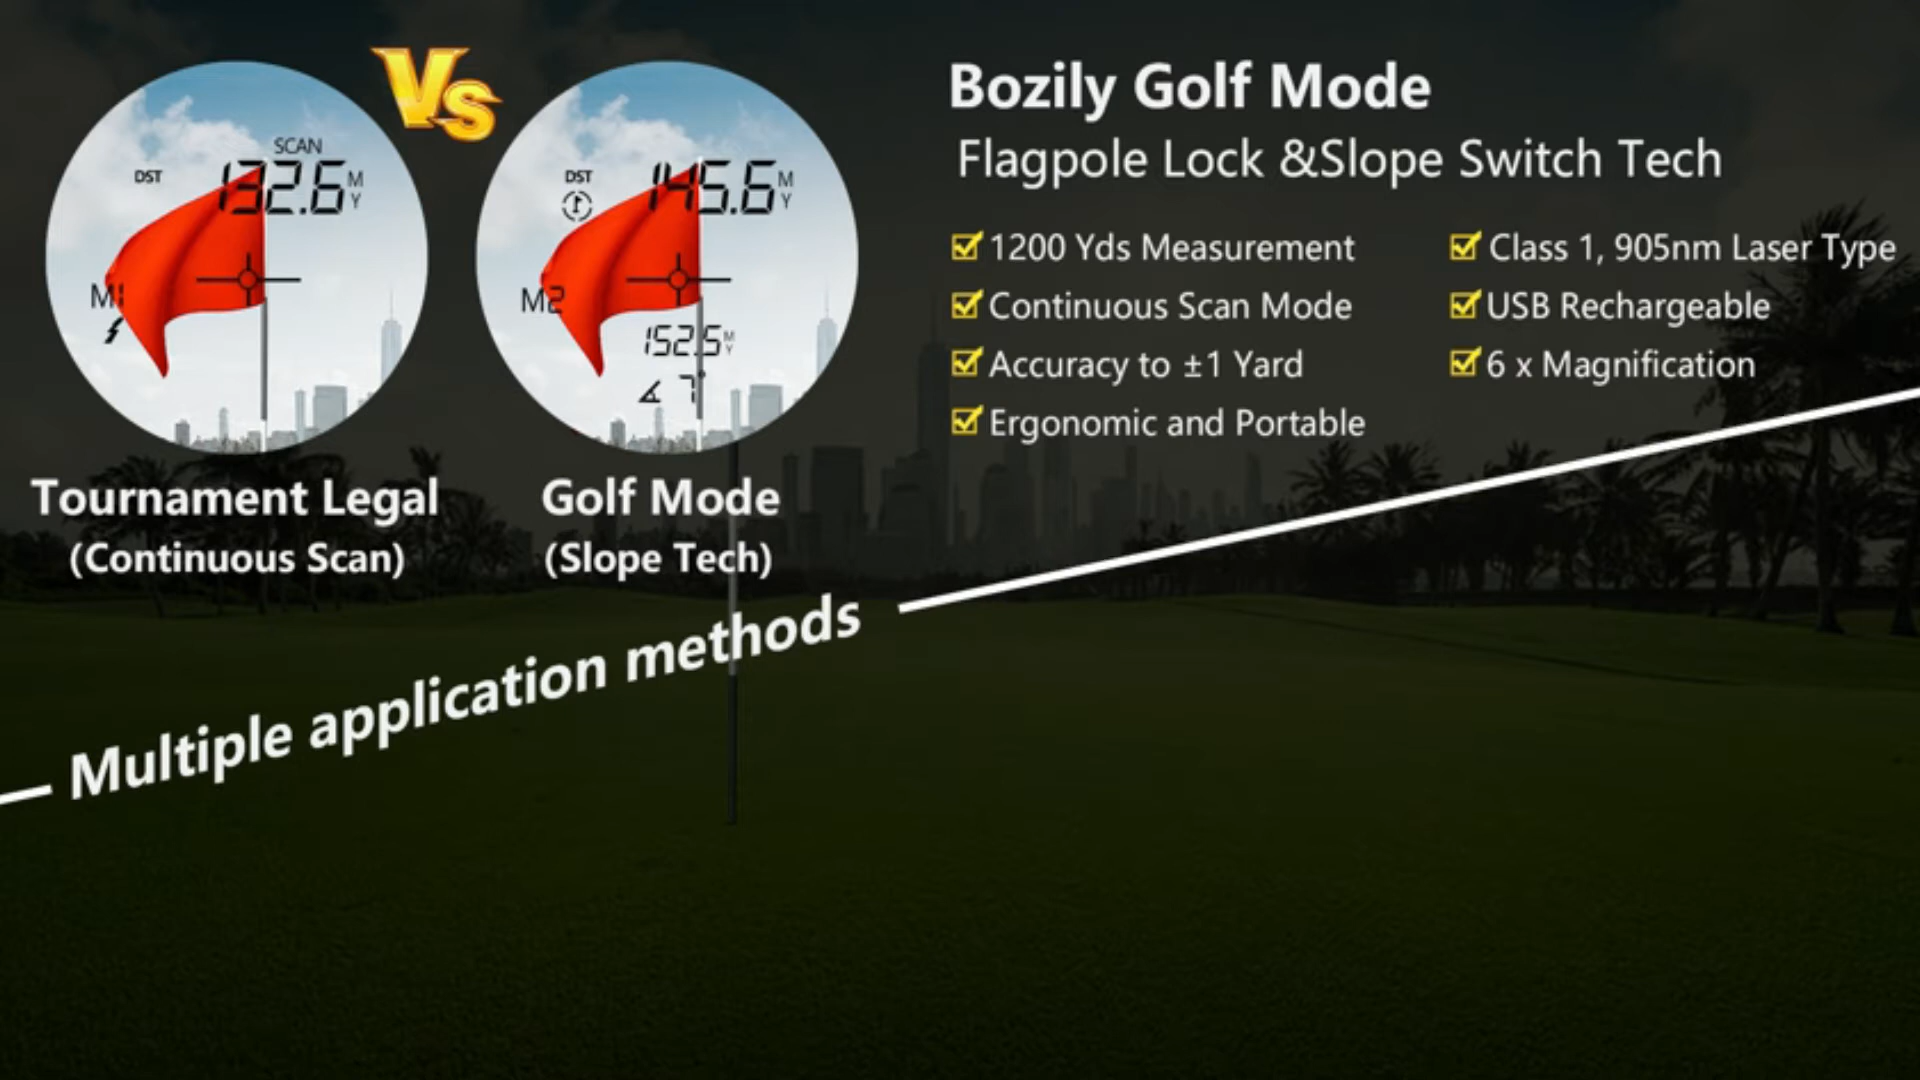 Vs
SCAN
DST
132.6 M Y
M1
DST
145.6 M Y
M2
152.5 M Y
7°
Tournament Legal
(Continuous Scan)
Golf Mode
(Slope Tech)
Bozily Golf Mode
Flagpole Lock &Slope Switch Tech
1200 Yds Measurement
Continuous Scan Mode
Accuracy to ±1 Yard
Ergonomic and Portable
Class 1, 905nm Laser Type
USB Rechargeable
6 x Magnification
Multiple application methods